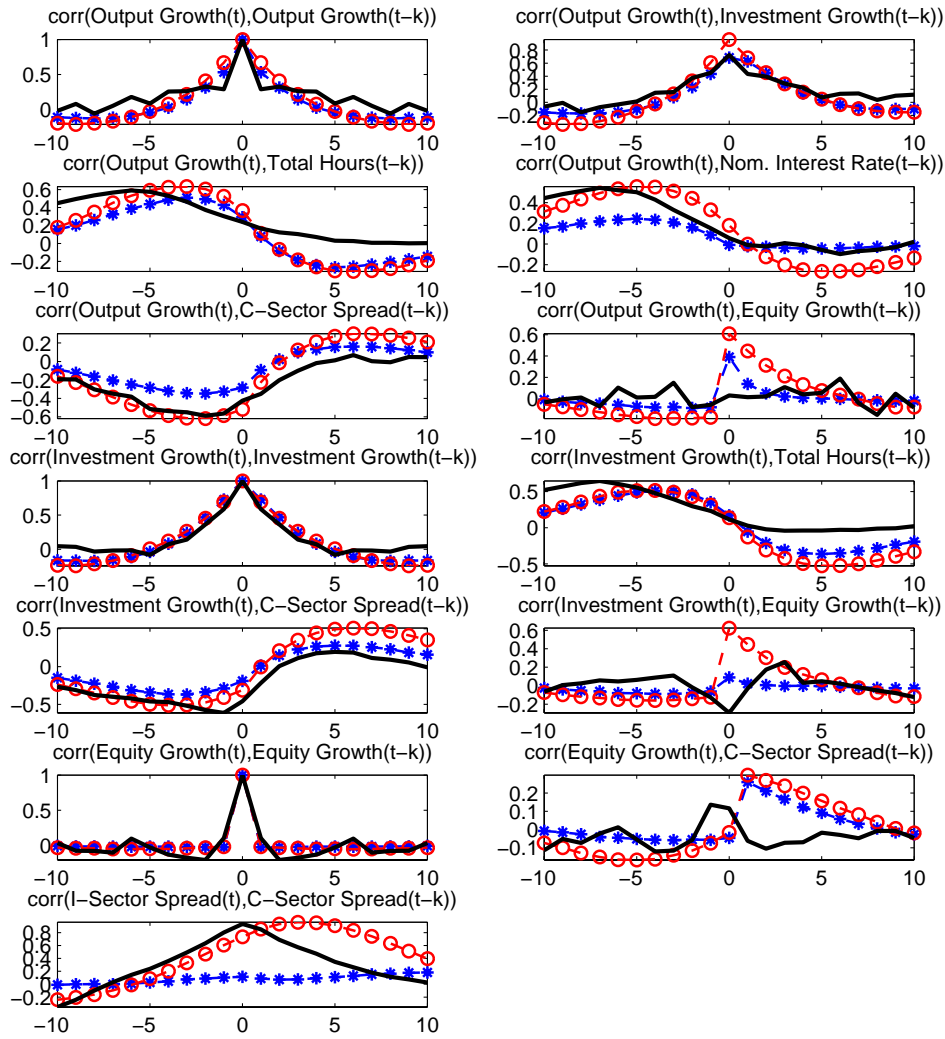 corr(Output Growth(t),Output Growth(t−k))
1
0.5
0
−10 −5 0 5 10
corr(Output Growth(t),Investment Growth(t−k))
0.8
0.6
0.4
0.2
0
−0.2
−10 −5 0 5 10
corr(Output Growth(t),Total Hours(t−k))
0.6
0.4
0.2
0
−0.2
−10 −5 0 5 10
corr(Output Growth(t),Nom. Interest Rate(t−k))
0.4
0.2
0
−0.2
−10 −5 0 5 10
corr(Output Growth(t),C−Sector Spread(t−k))
0.2
0
−0.2
−0.4
−0.6
−10 −5 0 5 10
corr(Output Growth(t),Equity Growth(t−k))
0.6
0.4
0.2
0
−10 −5 0 5 10
corr(Investment Growth(t),Investment Growth(t−k))
1
0.5
0
−10 −5 0 5 10
corr(Investment Growth(t),Total Hours(t−k))
0.5
0
−0.5
−10 −5 0 5 10
corr(Investment Growth(t),C−Sector Spread(t−k))
0.5
0
−0.5
−10 −5 0 5 10
corr(Investment Growth(t),Equity Growth(t−k))
0.6
0.4
0.2
0
−0.2
−10 −5 0 5 10
corr(Equity Growth(t),Equity Growth(t−k))
1
0.5
0
−10 −5 0 5 10
corr(Equity Growth(t),C−Sector Spread(t−k))
0.2
0.1
0
−0.1
−10 −5 0 5 10
corr(I−Sector Spread(t),C−Sector Spread(t−k))
0.8
0.6
0.4
0.2
0
−0.2
−10 −5 0 5 10